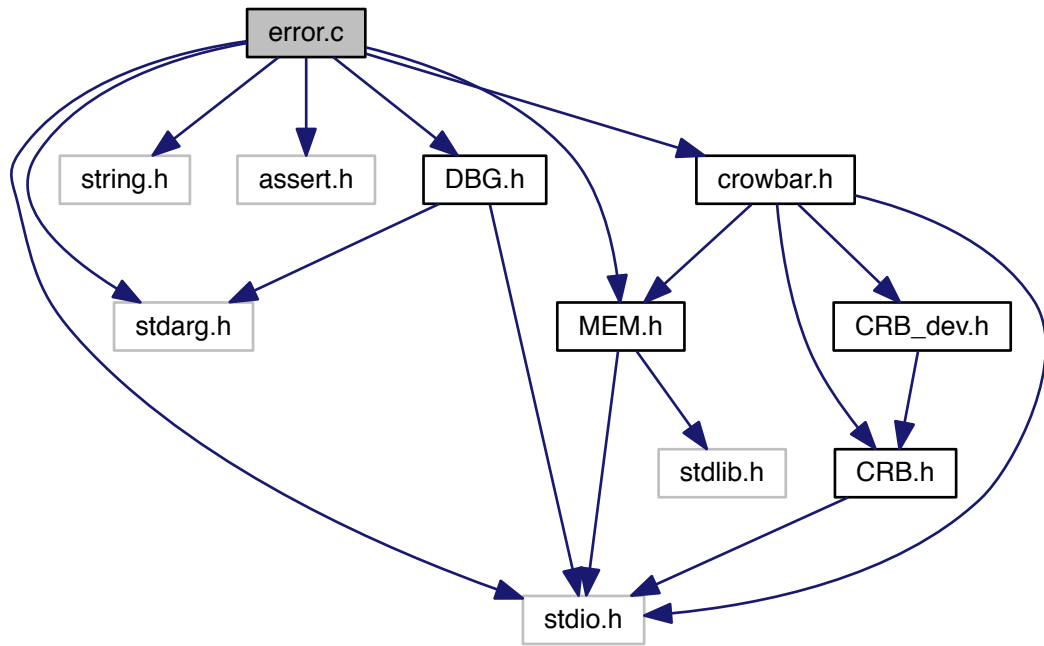 error.c
string.h
assert.h
DBG.h
crowbar.h
stdarg.h
MEM.h
CRB_dev.h
stdlib.h
CRB.h
stdio.h